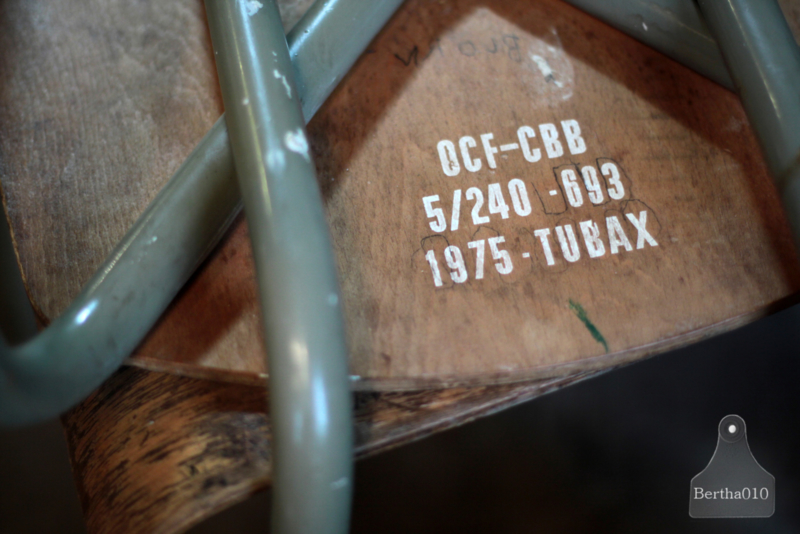 OCF-CBB
5/240 -693
1975 - TUBAX
Bertha010